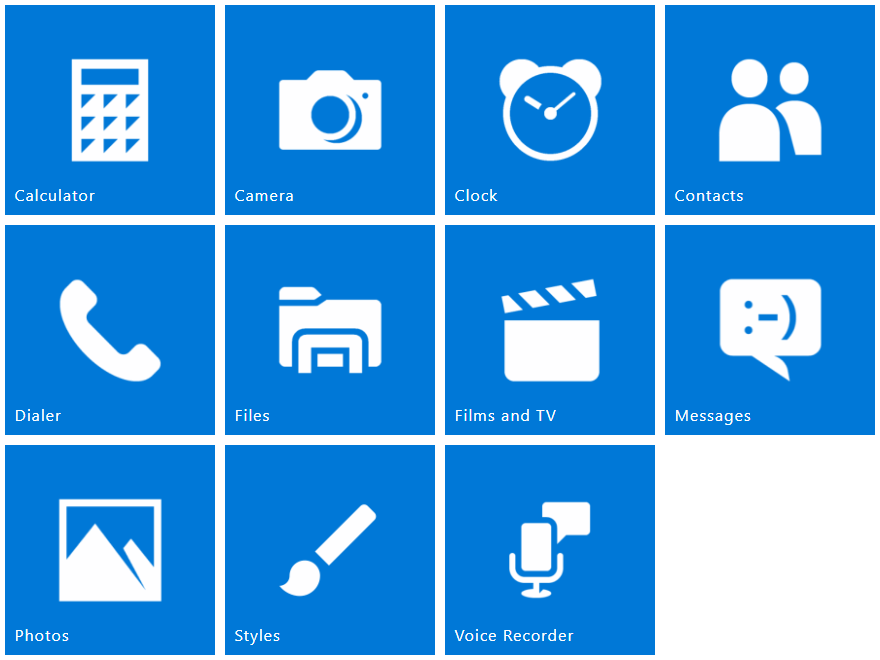 Calculator
Camera
Clock
Contacts
Dialer
Files
Films and TV
Messages
:-)
Photos
Styles
Voice Recorder